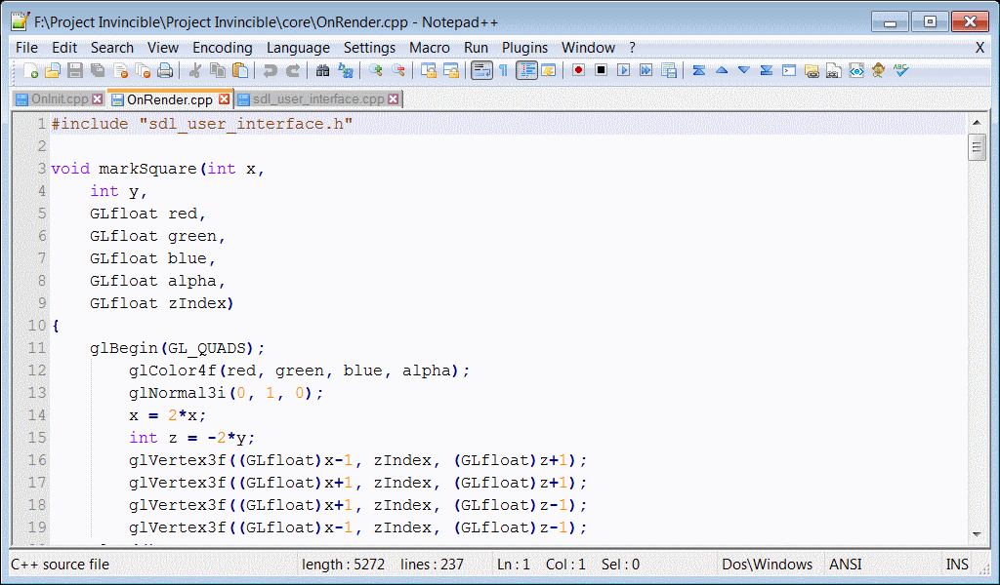 F:\Project Invincible\Project Invincible\core\OnRender.cpp - Notepad++
File Edit Search View Encoding Language Settings Macro Run Plugins Window ? X
ABC
OnInit.cpp OnRender.cpp sdl_user_interface.cpp
1 #include "sdl_user_interface.h"
2
3 void markSquare(int x,
4 int y,
5 GLfloat red,
6 GLfloat green,
7 GLfloat blue,
8 GLfloat alpha,
9 GLfloat zIndex)
10 {
11 glBegin(GL_QUADS);
12 glColor4f(red, green, blue, alpha);
13 glNormal3i(0, 1, 0);
14 x = 2*x;
15 int z = -2*y;
16 glVertex3f((GLfloat)x-1, zIndex, (GLfloat)z+1);
17 glVertex3f((GLfloat)x+1, zIndex, (GLfloat)z+1);
18 glVertex3f((GLfloat)x+1, zIndex, (GLfloat)z-1);
19 glVertex3f((GLfloat)x-1, zIndex, (GLfloat)z-1);
C++ source file length : 5272 lines : 237 Ln : 1 Col : 1 Sel : 0 Dos\Windows ANSI INS